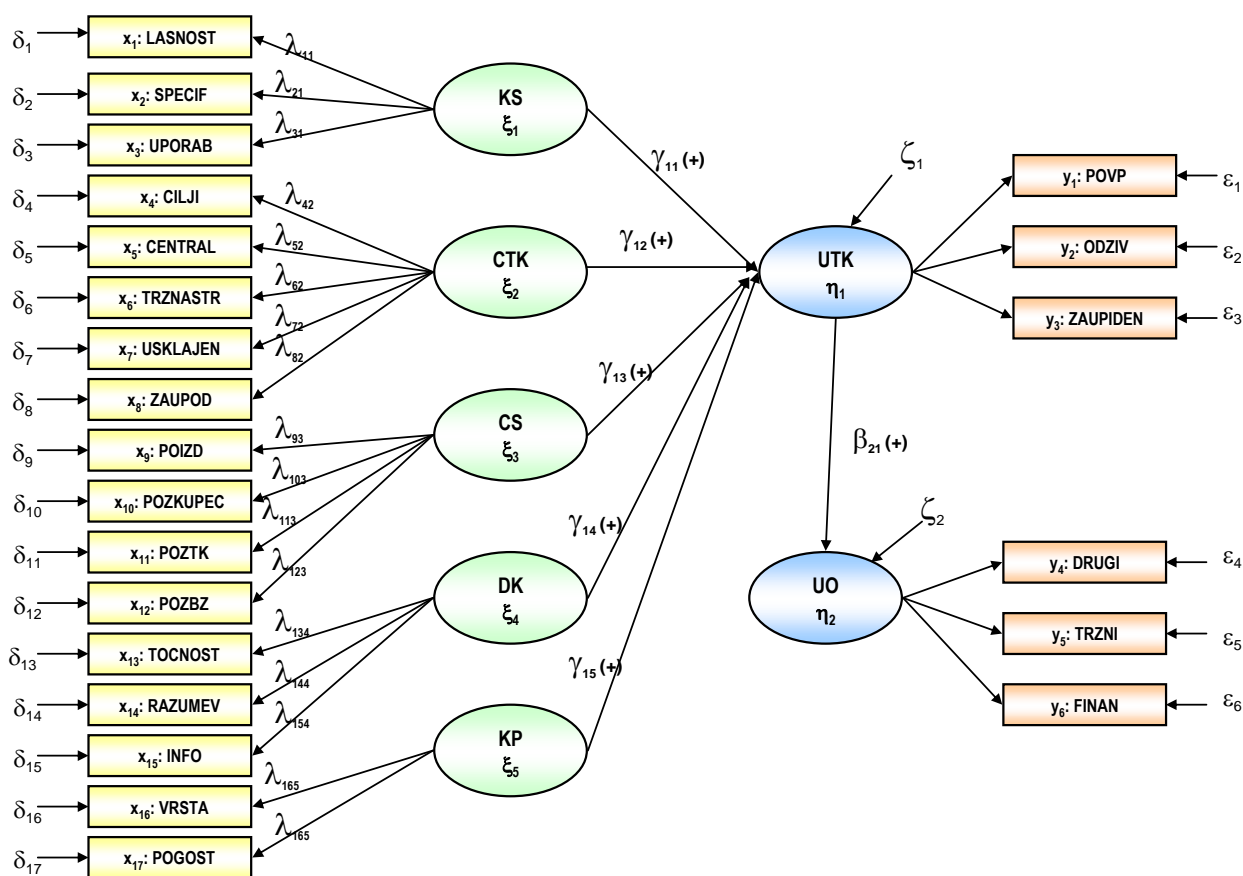 δ₁
x₁: LASNOST
λ₁₁
δ₂
x₂: SPECIF
λ₂₁
δ₃
x₃: UPORAB
λ₃₁
KS
ξ₁
δ₄
x₄: CILJI
λ₄₂
δ₅
x₅: CENTRAL
λ₅₂
δ₆
x₆: TRZNASTR
λ₆₂
δ₇
x₇: USKLAJEN
λ₇₂
δ₈
x₈: ZAUPOD
λ₈₂
CTK
ξ₂
δ₉
x₉: POIZD
λ₉₃
δ₁₀
x₁₀: POZKUPEC
λ₁₀₃
δ₁₁
x₁₁: POZTK
λ₁₁₃
δ₁₂
x₁₂: POZBZ
λ₁₂₃
CS
ξ₃
δ₁₃
x₁₃: TOCNOST
λ₁₃₄
δ₁₄
x₁₄: RAZUMEV
λ₁₄₄
δ₁₅
x₁₅: INFO
λ₁₅₄
DK
ξ₄
δ₁₆
x₁₆: VRSTA
λ₁₆₅
δ₁₇
x₁₇: POGOST
λ₁₆₅
KP
ξ₅
γ₁₁ (+)
γ₁₂ (+)
γ₁₃ (+)
γ₁₄ (+)
γ₁₅ (+)
ζ₁
UTK
η₁
β₂₁ (+)
ζ₂
UO
η₂
y₁: POVP
ε₁
y₂: ODZIV
ε₂
y₃: ZAUPIDEN
ε₃
y₄: DRUGI
ε₄
y₅: TRZNI
ε₅
y₆: FINAN
ε₆